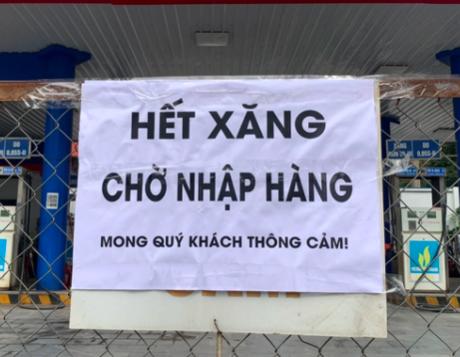 HẾT XĂNG
CHỜ NHẬP HÀNG
MONG QUÝ KHÁCH THÔNG CẢM!